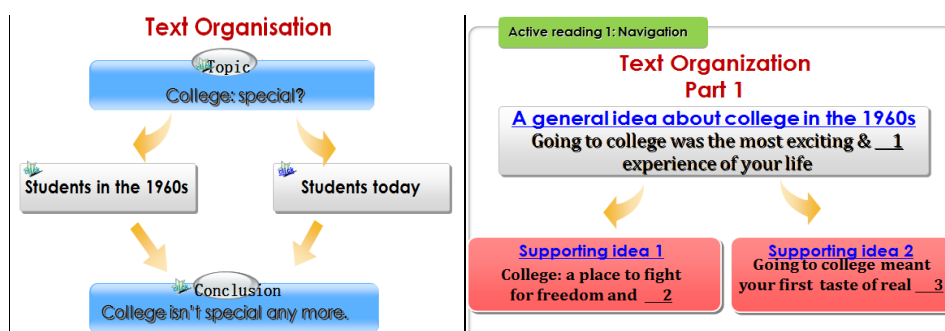 Text Organisation
Topic
College: special?
Students in the 1960s
Students today
Conclusion
College isn't special any more.
Active reading 1: Navigation
Text Organization
Part 1
A general idea about college in the 1960s
Going to college was the most exciting & __1
experience of your life
Supporting idea 1
College: a place to fight
for freedom and __2
Supporting idea 2
Going to college meant
your first taste of real __3